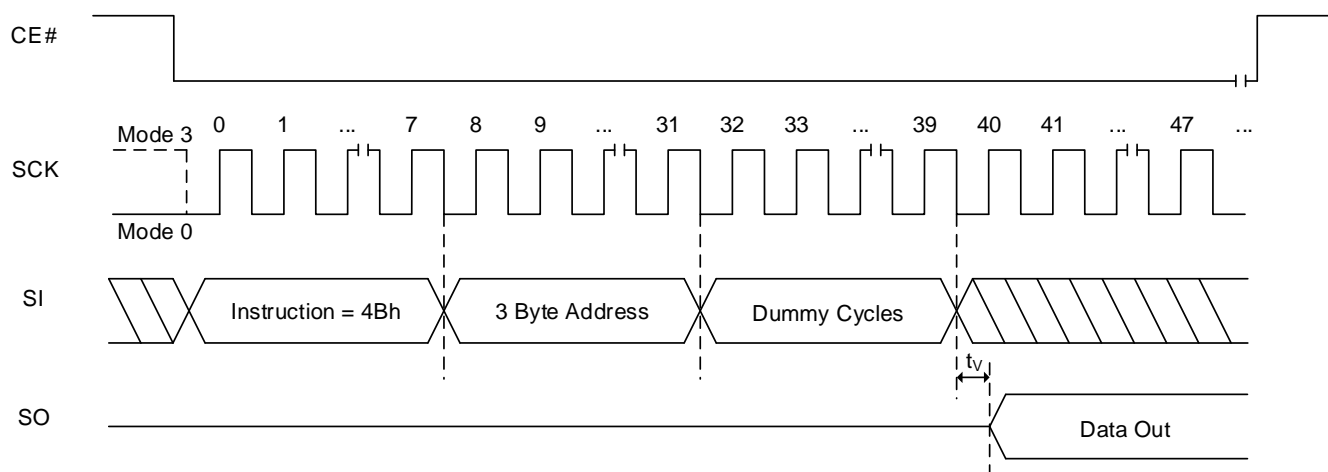 CE#
Mode 3 0 1 ... 7 8 9 ... 31 32 33 ... 39 40 41 ... 47 ...
SCK
Mode 0
SI Instruction = 4Bh 3 Byte Address Dummy Cycles
tV
SO Data Out